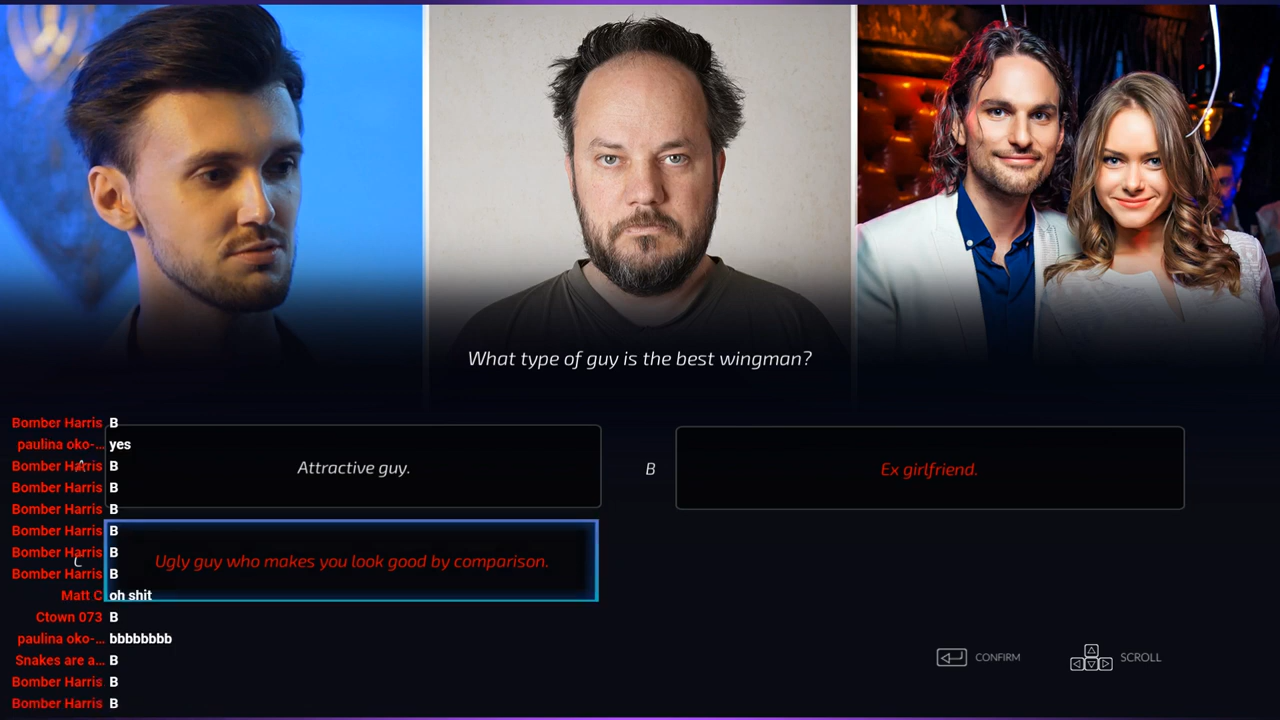 What type of guy is the best wingman?
Bomber Harris B
paulina oko-... yes
Bomber Harris B
A Attractive guy.
B Ex girlfriend.
Bomber Harris B
Bomber Harris B
Bomber Harris B
Bomber Harris B
C Ugly guy who makes you look good by comparison.
Bomber Harris B
Matt C oh shit
Ctown 073 B
paulina oko-... bbbbbbbb
Snakes are a... B
CONFIRM
SCROLL
Bomber Harris B
Bomber Harris B